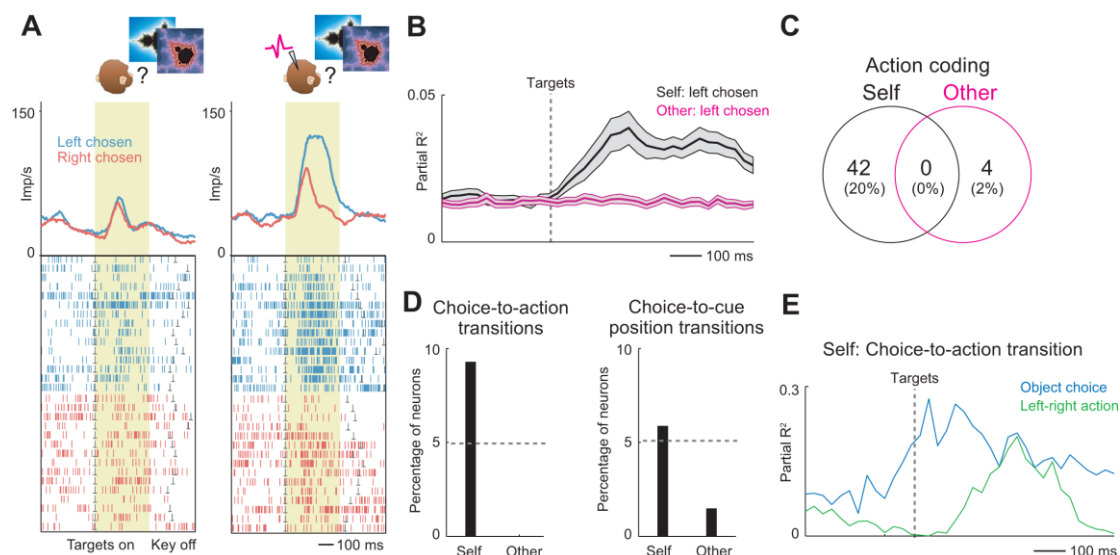 A
?
?
150
150
Left chosen
Right chosen
Imp/s
Imp/s
0
0
Targets on
Key off
100 ms
B
Targets
Self: left chosen
Other: left chosen
0.05
Partial R²
0
100 ms
C
Action coding
Self
Other
42
(20%)
0
(0%)
4
(2%)
D
Choice-to-action
transitions
Percentage of neurons
10
5
0
Self
Other
Choice-to-cue
position transitions
Percentage of neurons
10
5
0
Self
Other
E
Self: Choice-to-action transition
Targets
Object choice
Left-right action
0.3
Partial R²
0
100 ms